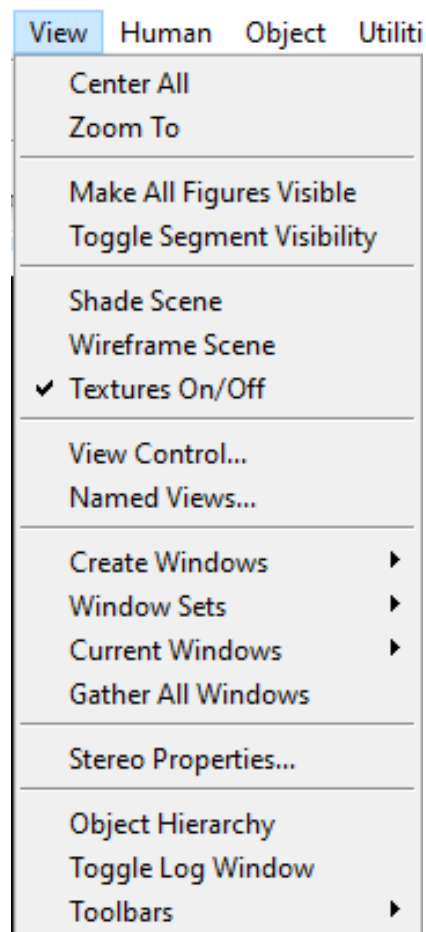 View Human Object Utiliti
Center All
Zoom To
Make All Figures Visible
Toggle Segment Visibility
Shade Scene
Wireframe Scene
Textures On/Off
View Control...
Named Views...
Create Windows
Window Sets
Current Windows
Gather All Windows
Stereo Properties...
Object Hierarchy
Toggle Log Window
Toolbars